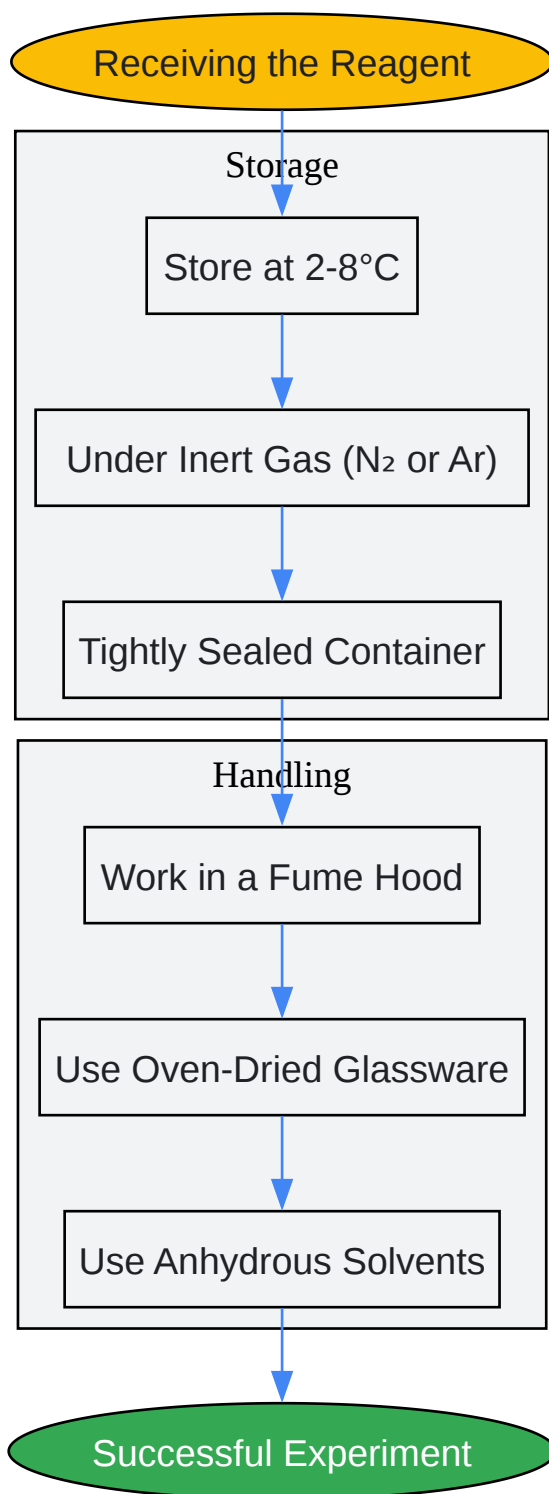 Receiving the Reagent
Storage
Store at 2-8°C
Under Inert Gas (N₂ or Ar)
Tightly Sealed Container
Handling
Work in a Fume Hood
Use Oven-Dried Glassware
Use Anhydrous Solvents
Successful Experiment